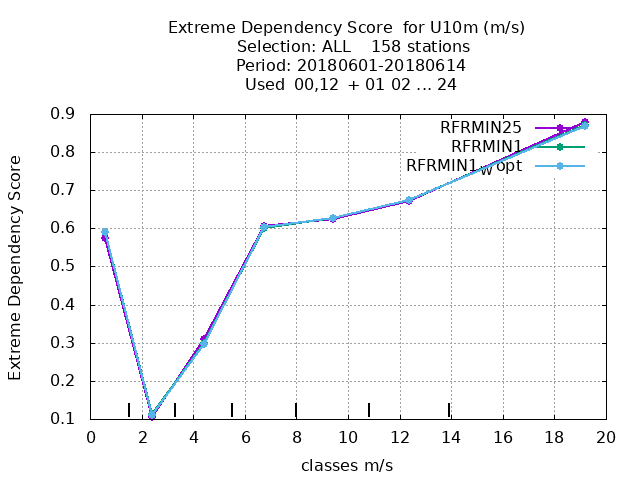 Extreme Dependency Score for U10m (m/s)
Selection: ALL 158 stations
Period: 20180601-20180614
Used 00,12 + 01 02 ... 24
RFRMIN25
RFRMIN1
RFRMIN1wopt
Extreme Dependency Score
0.9
0.8
0.7
0.6
0.5
0.4
0.3
0.2
0.1
0 2 4 6 8 10 12 14 16 18 20
classes m/s